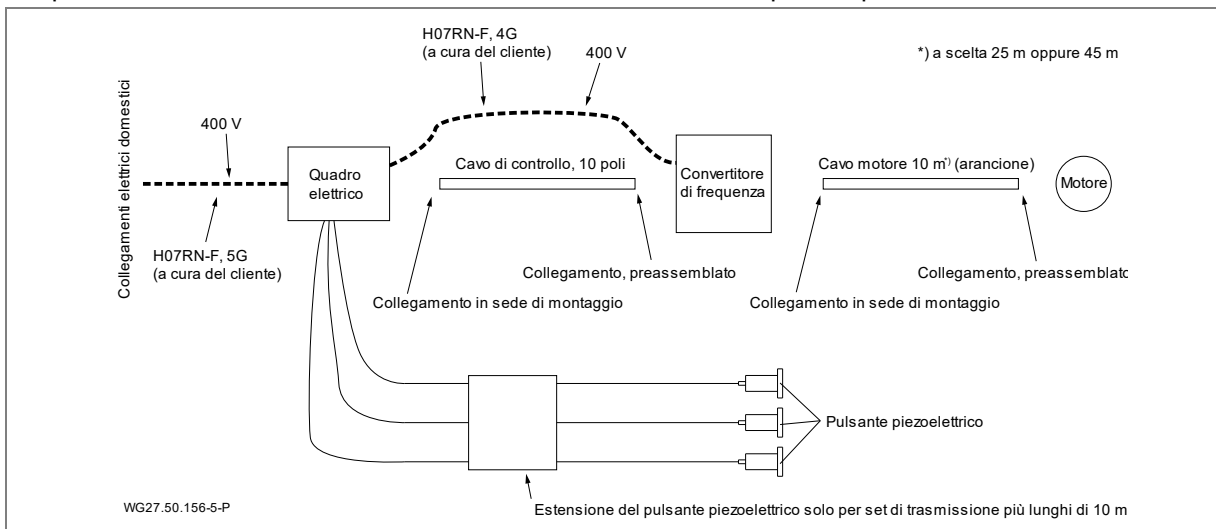 H07RN-F, 4G
(a cura del cliente)
400 V
*) a scelta 25 m oppure 45 m
Collegamenti elettrici domestici
400 V
Quadro
elettrico
Cavo di controllo, 10 poli
Convertitore
di frequenza
Cavo motore 10 m*) (arancione)
Motore
H07RN-F, 5G
(a cura del cliente)
Collegamento, preassemblato
Collegamento, preassemblato
Collegamento in sede di montaggio
Collegamento in sede di montaggio
Pulsante piezoelettrico
WG27.50.156-5-P
Estensione del pulsante piezoelettrico solo per set di trasmissione più lunghi di 10 m